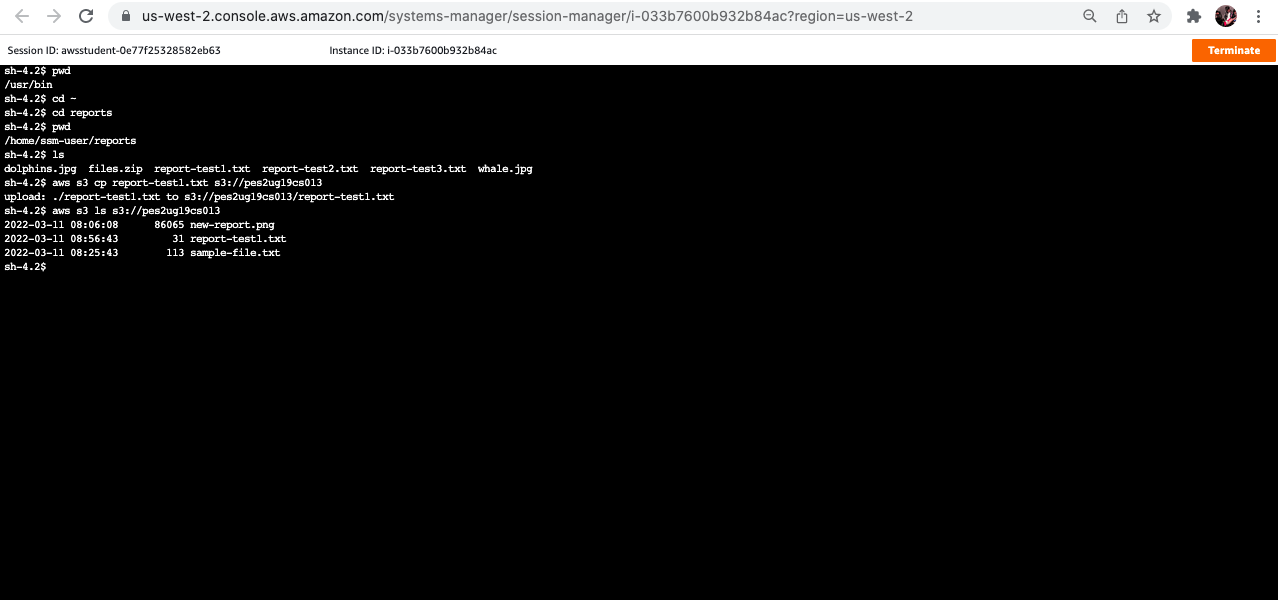 us-west-2.console.aws.amazon.com/systems-manager/session-manager/i-033b7600b932b84ac?region=us-west-2
Session ID: awsstudent-0e77f25328582eb63 Instance ID: i-033b7600b932b84ac Terminate
sh-4.2$ pwd
/usr/bin
sh-4.2$ cd ~
sh-4.2$ cd reports
sh-4.2$ pwd
/home/ssm-user/reports
sh-4.2$ ls
dolphins.jpg  files.zip  report-test1.txt  report-test2.txt  report-test3.txt  whale.jpg
sh-4.2$ aws s3 cp report-test1.txt s3://pes2ug19cs013
upload: ./report-test1.txt to s3://pes2ug19cs013/report-test1.txt
sh-4.2$ aws s3 ls s3://pes2ug19cs013
2022-03-11 08:06:08      86065 new-report.png
2022-03-11 08:56:43         31 report-test1.txt
2022-03-11 08:25:43        113 sample-file.txt
sh-4.2$